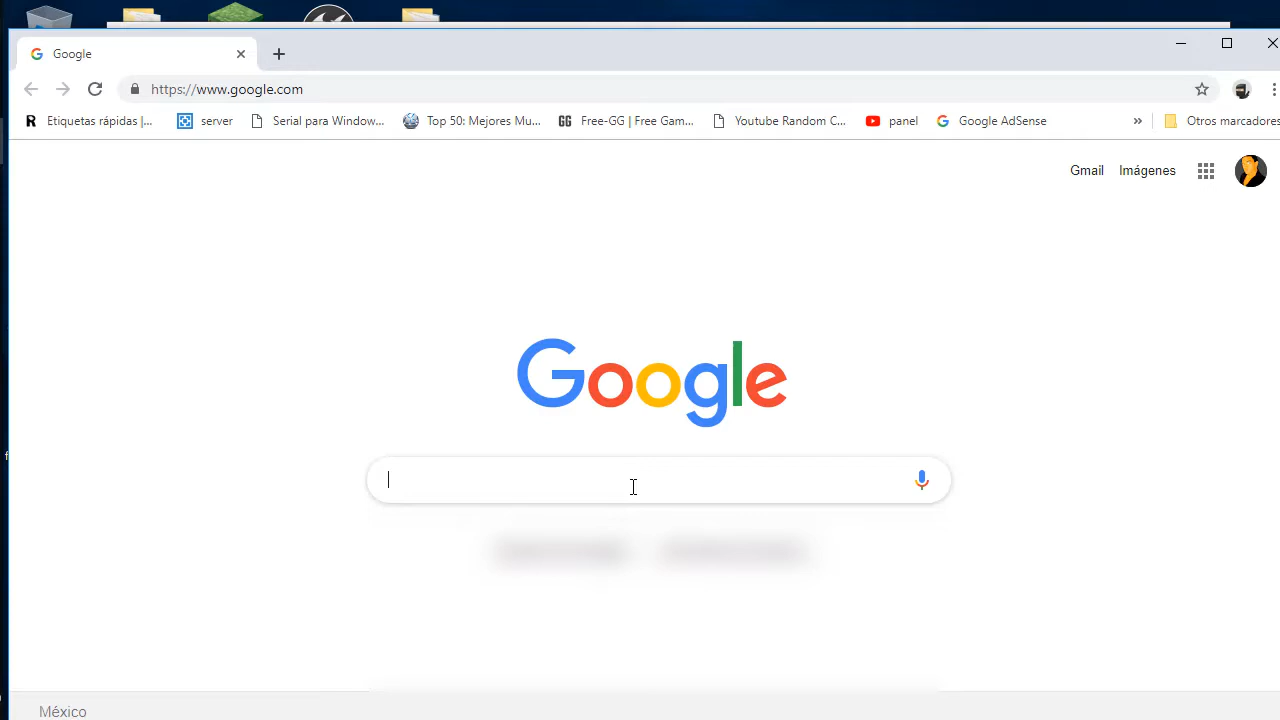 Google
https://www.google.com
Etiquetas rápidas |... server Serial para Window... Top 50: Mejores Mu... Free-GG | Free Gam... Youtube Random C... panel Google AdSense » Otros marcadores
Gmail Imágenes
Google
México